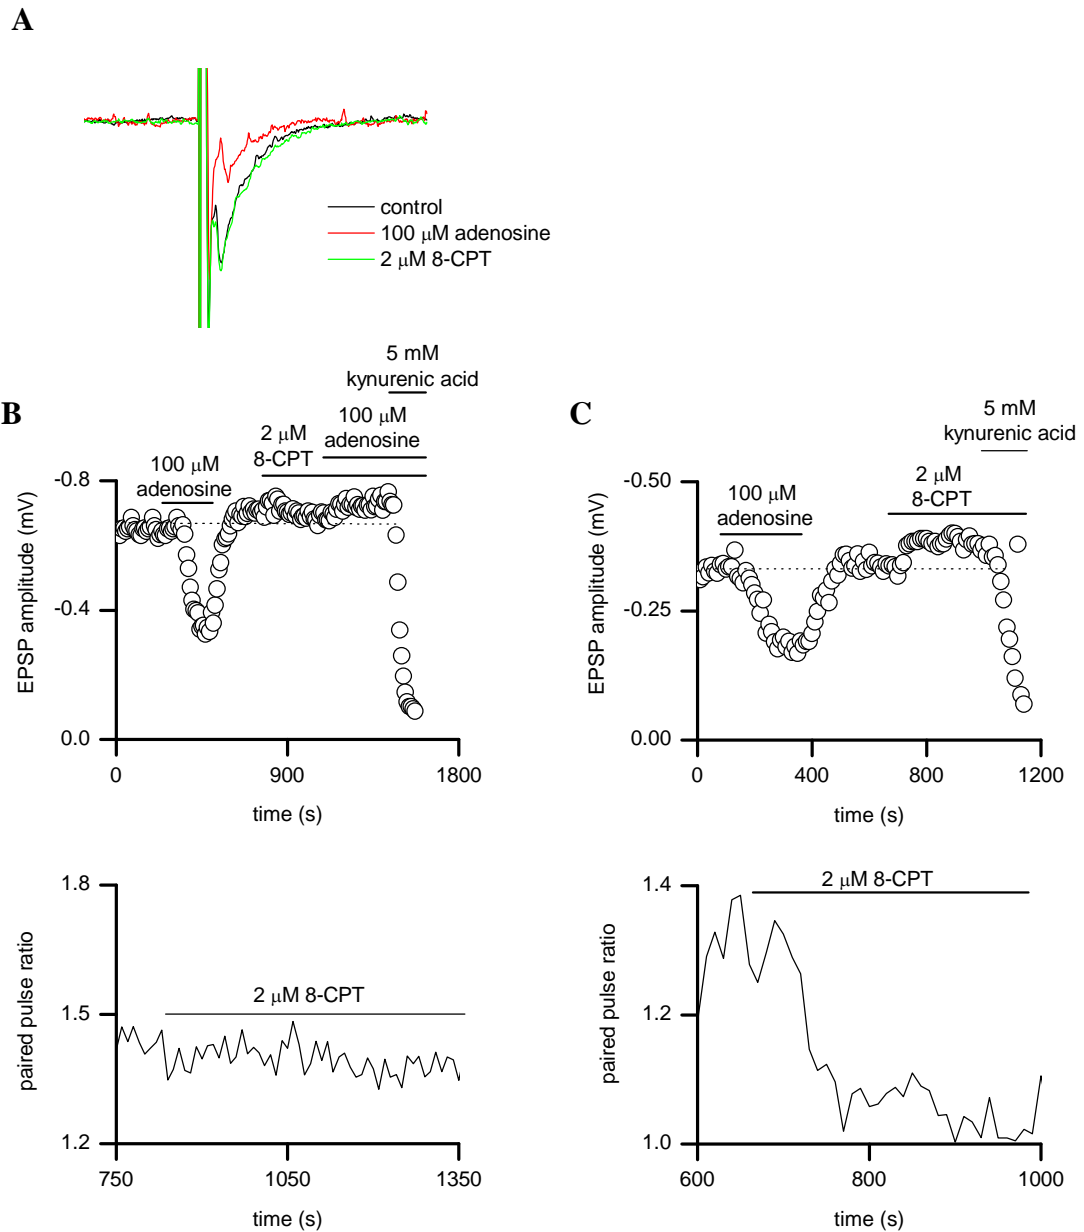 A
control
100 μM adenosine
2 μM 8-CPT
B
5 mM
kynurenic acid
100 μM
adenosine
2 μM
8-CPT
100 μM
adenosine
-0.8
-0.4
0.0
EPSP amplitude (mV)
0
900
1800
time (s)
C
5 mM
kynurenic acid
2 μM
8-CPT
100 μM
adenosine
-0.50
-0.25
0.00
EPSP amplitude (mV)
0
400
800
1200
time (s)
1.8
1.5
1.2
paired pulse ratio
2 μM 8-CPT
750
1050
1350
time (s)
1.4
1.2
1.0
paired pulse ratio
2 μM 8-CPT
600
800
1000
time (s)